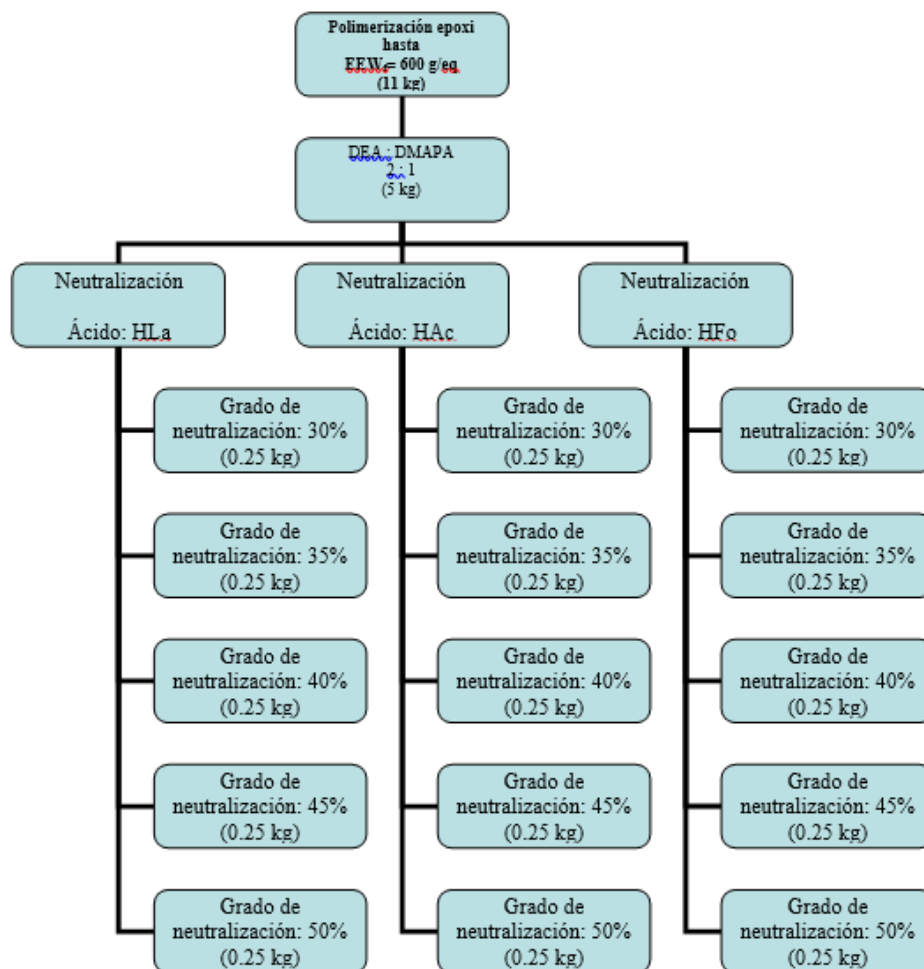 Polimerización epoxi
hasta
EEWf= 600 g/eq
(11 kg)
DEA : DMAPA
2 : 1
(5 kg)
Neutralización
Ácido: HLa
Neutralización
Ácido: HAc
Neutralización
Ácido: HFo
Grado de
neutralización: 30%
(0.25 kg)
Grado de
neutralización: 30%
(0.25 kg)
Grado de
neutralización: 30%
(0.25 kg)
Grado de
neutralización: 35%
(0.25 kg)
Grado de
neutralización: 35%
(0.25 kg)
Grado de
neutralización: 35%
(0.25 kg)
Grado de
neutralización: 40%
(0.25 kg)
Grado de
neutralización: 40%
(0.25 kg)
Grado de
neutralización: 40%
(0.25 kg)
Grado de
neutralización: 45%
(0.25 kg)
Grado de
neutralización: 45%
(0.25 kg)
Grado de
neutralización: 45%
(0.25 kg)
Grado de
neutralización: 50%
(0.25 kg)
Grado de
neutralización: 50%
(0.25 kg)
Grado de
neutralización: 50%
(0.25 kg)